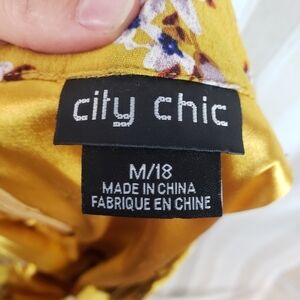 city chic
M/18
MADE IN CHINA
FABRIQUE EN CHINE